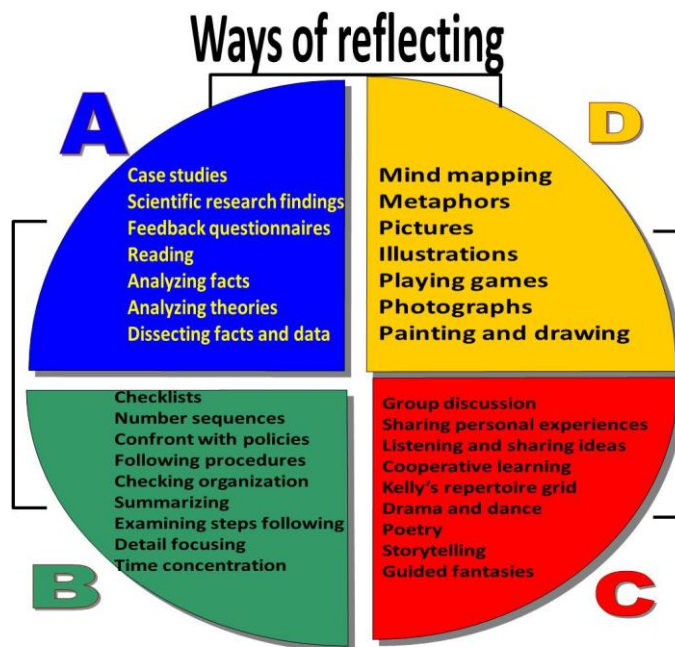 Ways of reflecting
A
Case studies
Scientific research findings
Feedback questionnaires
Reading
Analyzing facts
Analyzing theories
Dissecting facts and data
D
Mind mapping
Metaphors
Pictures
Illustrations
Playing games
Photographs
Painting and drawing
B
Checklists
Number sequences
Confront with policies
Following procedures
Checking organization
Summarizing
Examining steps following
Detail focusing
Time concentration
C
Group discussion
Sharing personal experiences
Listening and sharing ideas
Cooperative learning
Kelly's repertoire grid
Drama and dance
Poetry
Storytelling
Guided fantasies